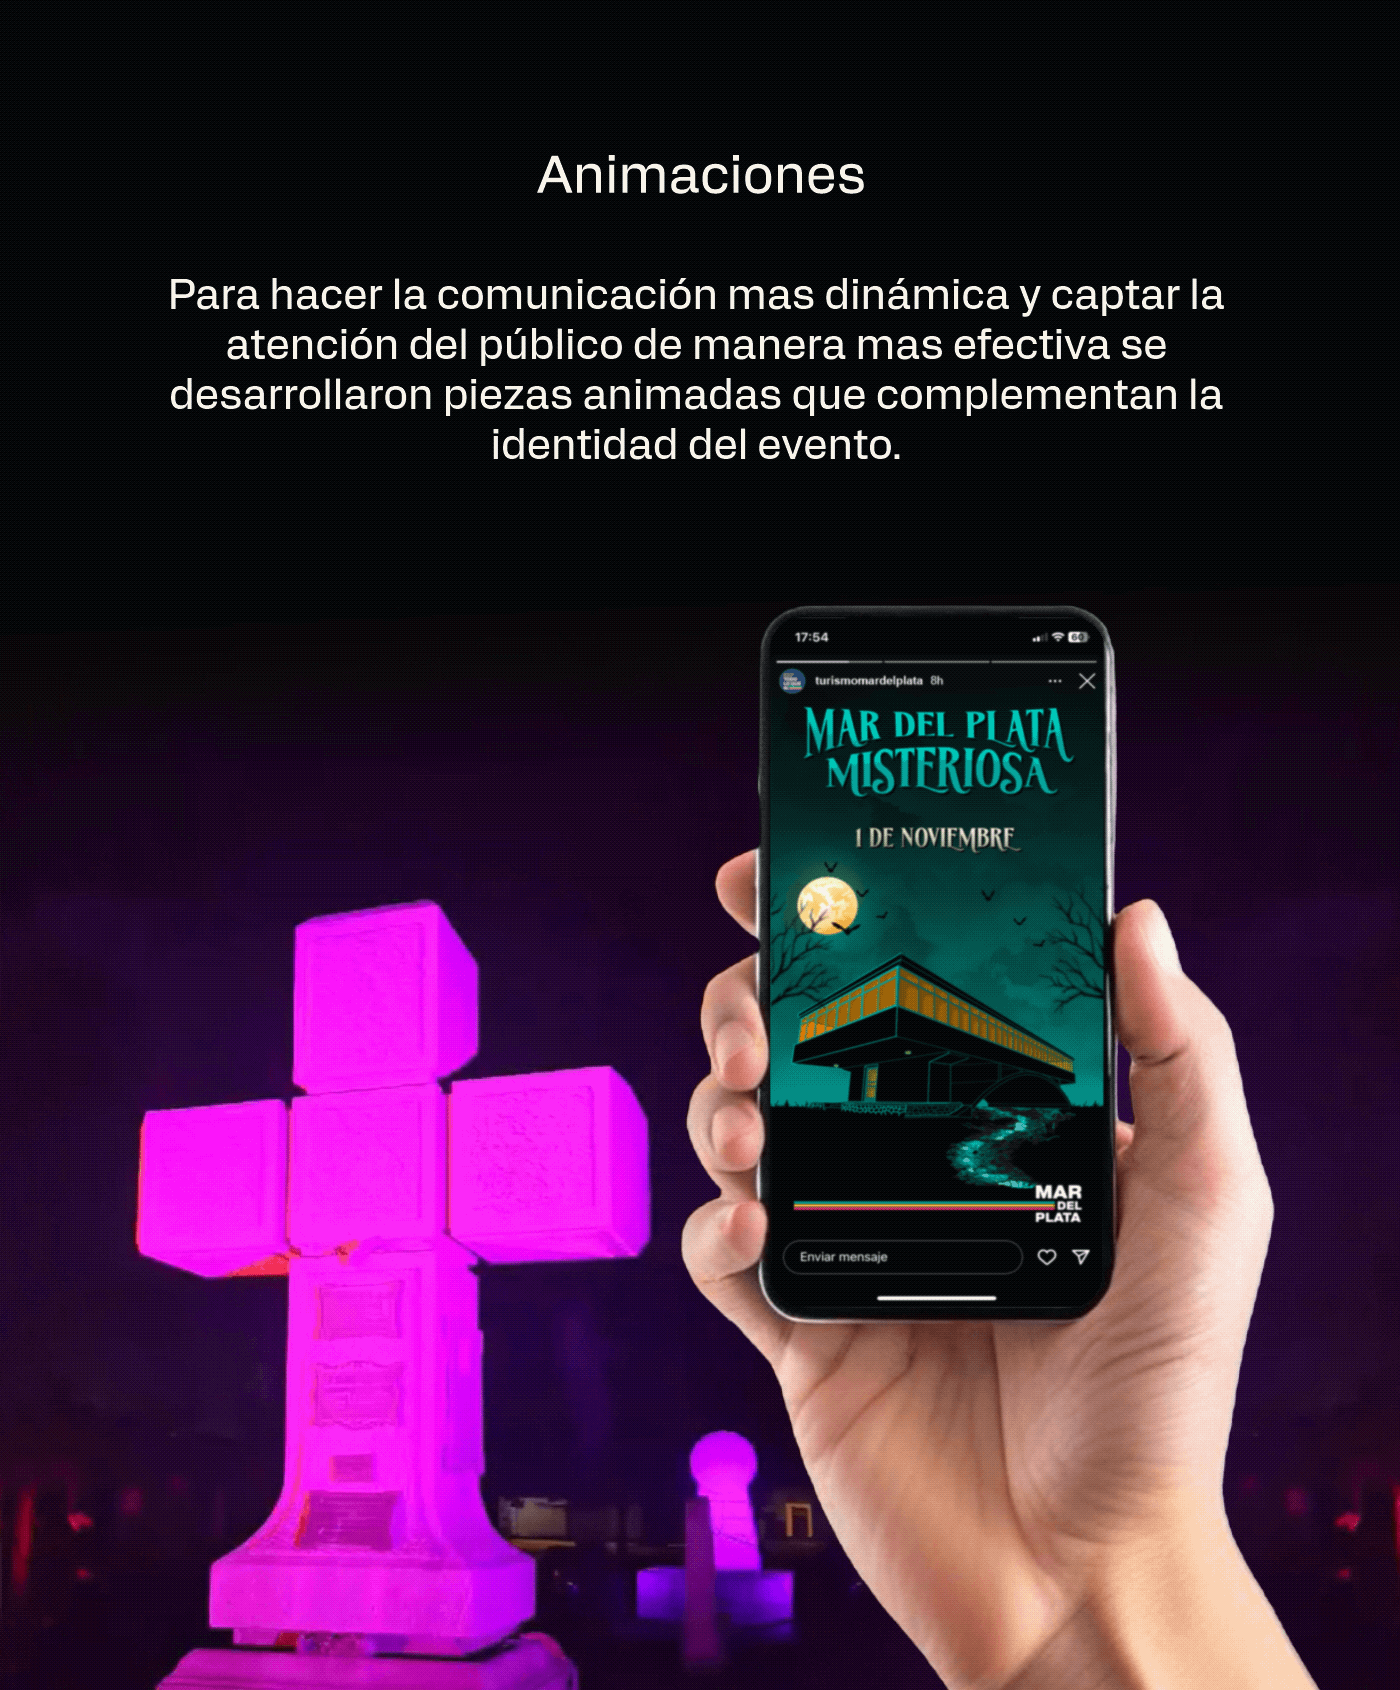 Animaciones
Para hacer la comunicación mas dinámica y captar la
atención del público de manera mas efectiva se
desarrollaron piezas animadas que complementan la
identidad del evento.
17:54
60
turismomardelplata 8h
MAR DEL PLATA
MISTERIOSA
1 DE NOVIEMBRE
MAR
DEL
PLATA
Enviar mensaje